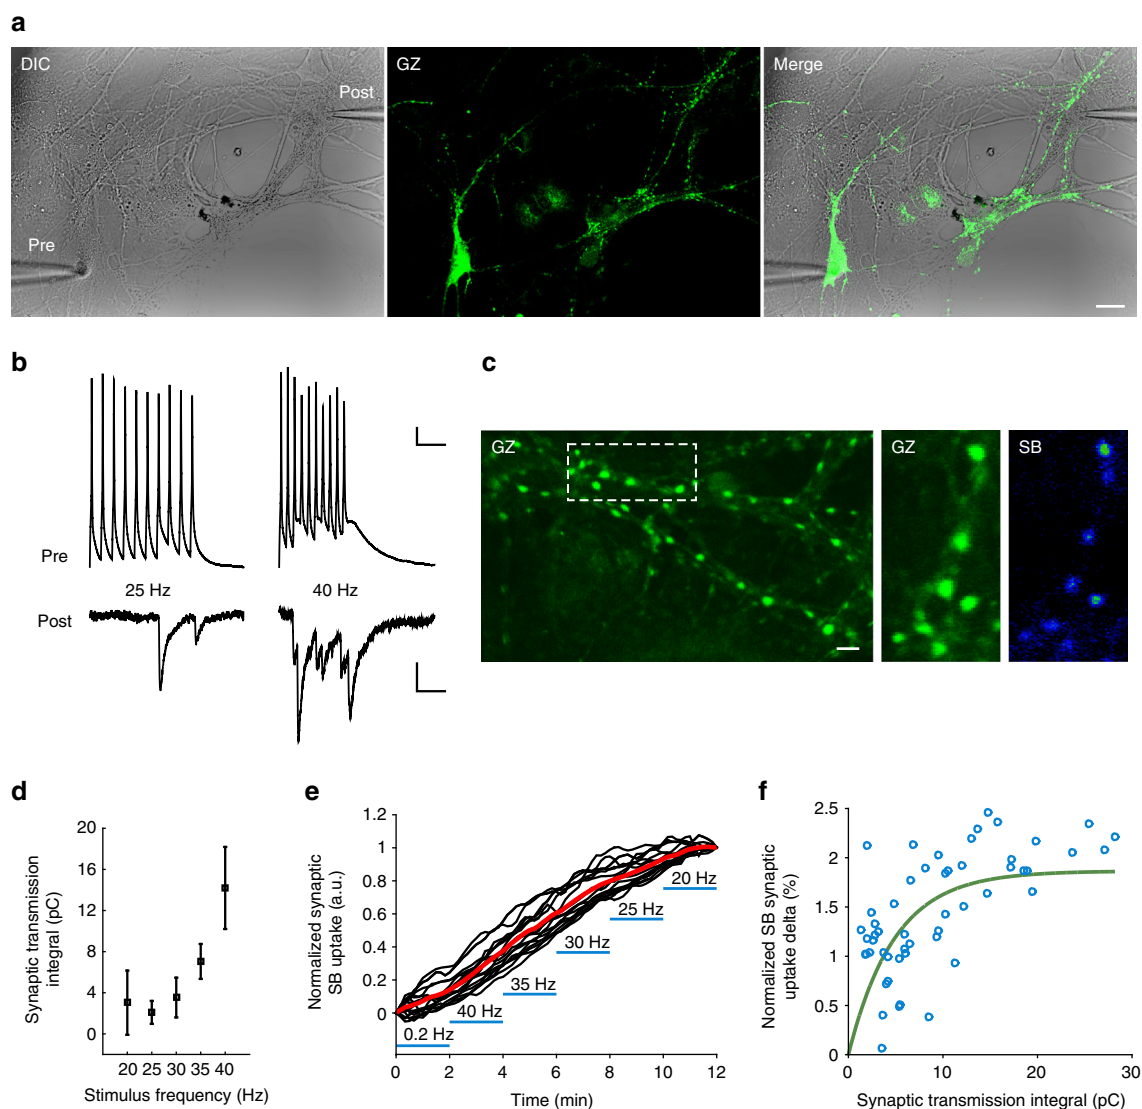 a
DIC
Post
Pre
GZ
Merge
b
Pre
25 Hz
40 Hz
Post
c
GZ
GZ
SB
d
Synaptic transmission
integral (pC)
20
16
12
8
4
0
20 25 30 35 40
Stimulus frequency (Hz)
e
Normalized synaptic
SB uptake (a.u.)
1.2
1.0
0.8
0.6
0.4
0.2
0
20 Hz
25 Hz
30 Hz
35 Hz
40 Hz
0.2 Hz
0 2 4 6 8 10 12
Time (min)
f
Normalized SB synaptic
uptake delta (%)
2.5
2
1.5
1
0.5
0
0 10 20 30
Synaptic transmission integral (pC)